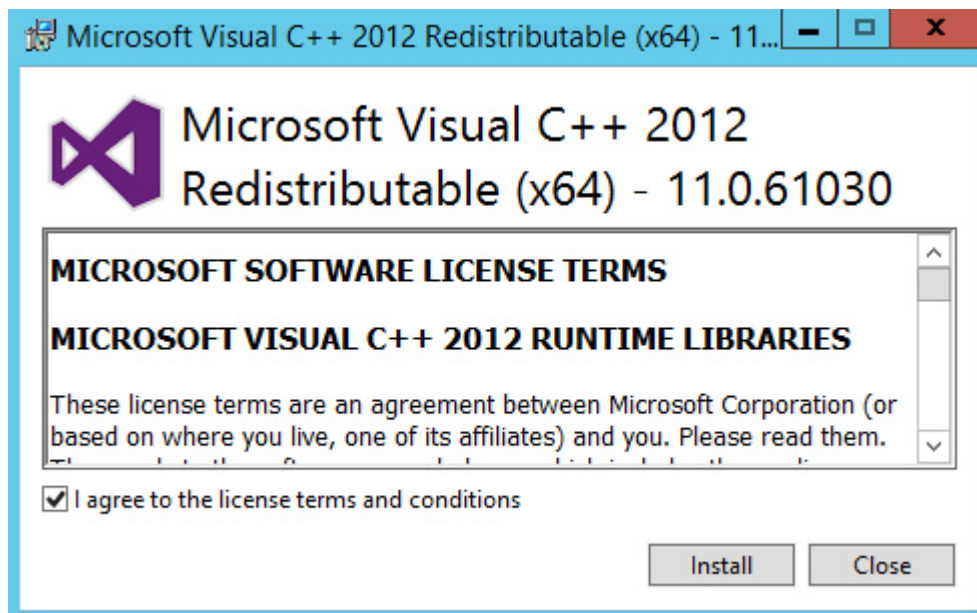 Microsoft Visual C++ 2012 Redistributable (x64) - 11...
Microsoft Visual C++ 2012
Redistributable (x64) - 11.0.61030
MICROSOFT SOFTWARE LICENSE TERMS
MICROSOFT VISUAL C++ 2012 RUNTIME LIBRARIES
These license terms are an agreement between Microsoft Corporation (or
based on where you live, one of its affiliates) and you. Please read them.
I agree to the license terms and conditions
Install Close